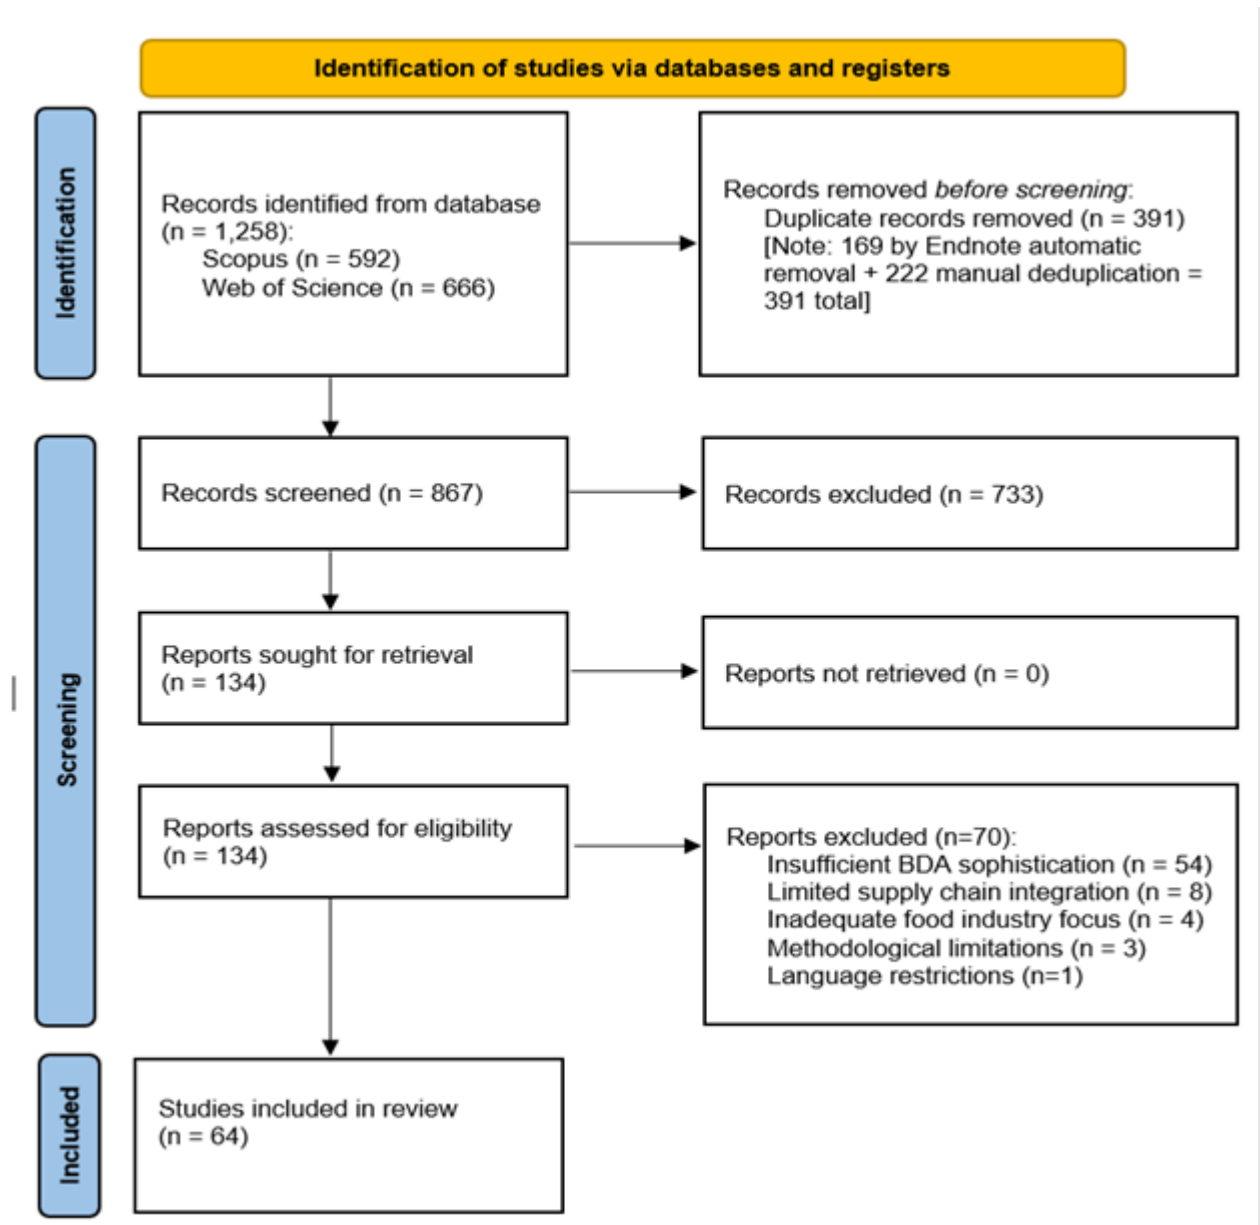 Identification of studies via databases and registers
Identification
Records identified from database
(n = 1,258):
Scopus (n = 592)
Web of Science (n = 666)
Records removed before screening:
Duplicate records removed (n = 391)
[Note: 169 by Endnote automatic
removal + 222 manual deduplication =
391 total]
Screening
Records screened (n = 867)
Records excluded (n = 733)
Reports sought for retrieval
(n = 134)
Reports not retrieved (n = 0)
Reports assessed for eligibility
(n = 134)
Reports excluded (n=70):
Insufficient BDA sophistication (n = 54)
Limited supply chain integration (n = 8)
Inadequate food industry focus (n = 4)
Methodological limitations (n = 3)
Language restrictions (n=1)
Included
Studies included in review
(n = 64)